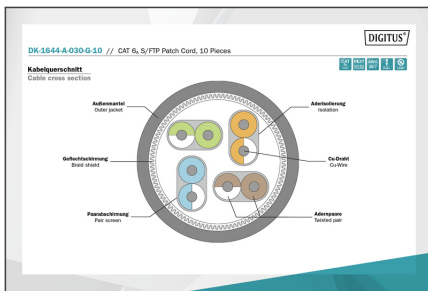 DIGITUS®
DK-1644-A-030-G-10 // CAT 6A S/FTP Patch Cord, 10 Pieces
Kabelquerschnitt
Cable cross section
Außenmantel
Outer jacket
Aderisolierung
Isolation
Geflechtschirmung
Braid shield
Cu-Draht
Cu-Wire
Paarabschirmung
Pair screen
Aderpaare
Twisted pair